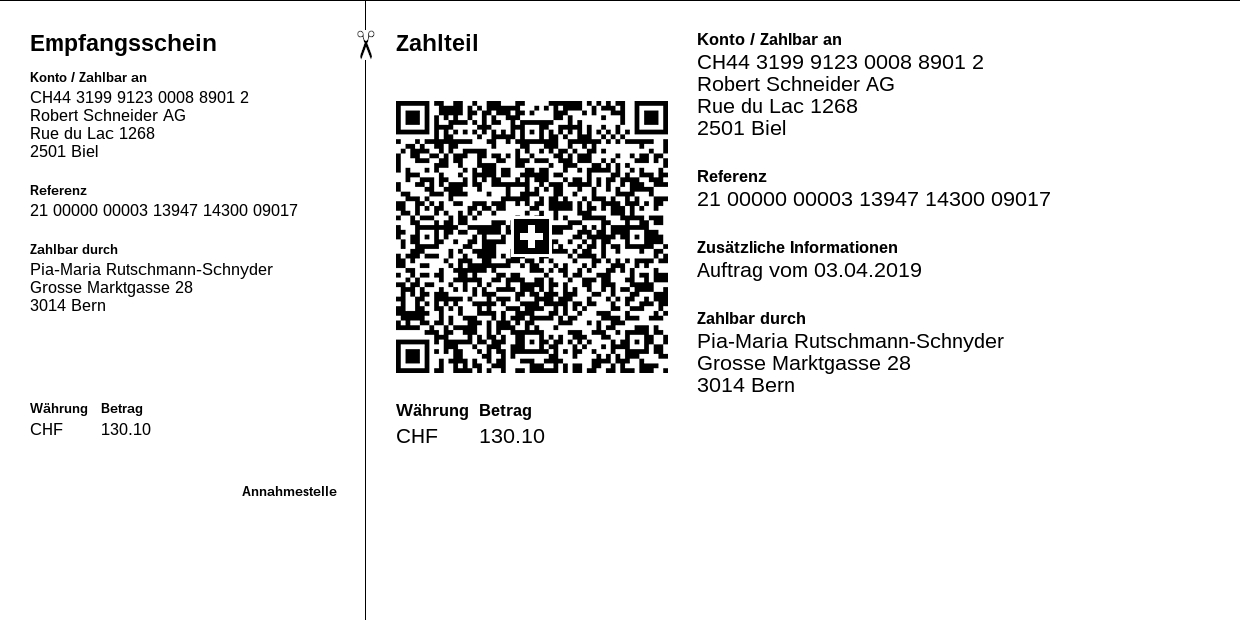 Empfangsschein
Konto / Zahlbar an
CH44 3199 9123 0008 8901 2
Robert Schneider AG
Rue du Lac 1268
2501 Biel
Referenz
21 00000 00003 13947 14300 09017
Zahlbar durch
Pia-Maria Rutschmann-Schnyder
Grosse Marktgasse 28
3014 Bern
Währung Betrag
CHF 130.10
Annahmestelle
Zahlteil
Währung Betrag
CHF 130.10
Konto / Zahlbar an
CH44 3199 9123 0008 8901 2
Robert Schneider AG
Rue du Lac 1268
2501 Biel
Referenz
21 00000 00003 13947 14300 09017
Zusätzliche Informationen
Auftrag vom 03.04.2019
Zahlbar durch
Pia-Maria Rutschmann-Schnyder
Grosse Marktgasse 28
3014 Bern